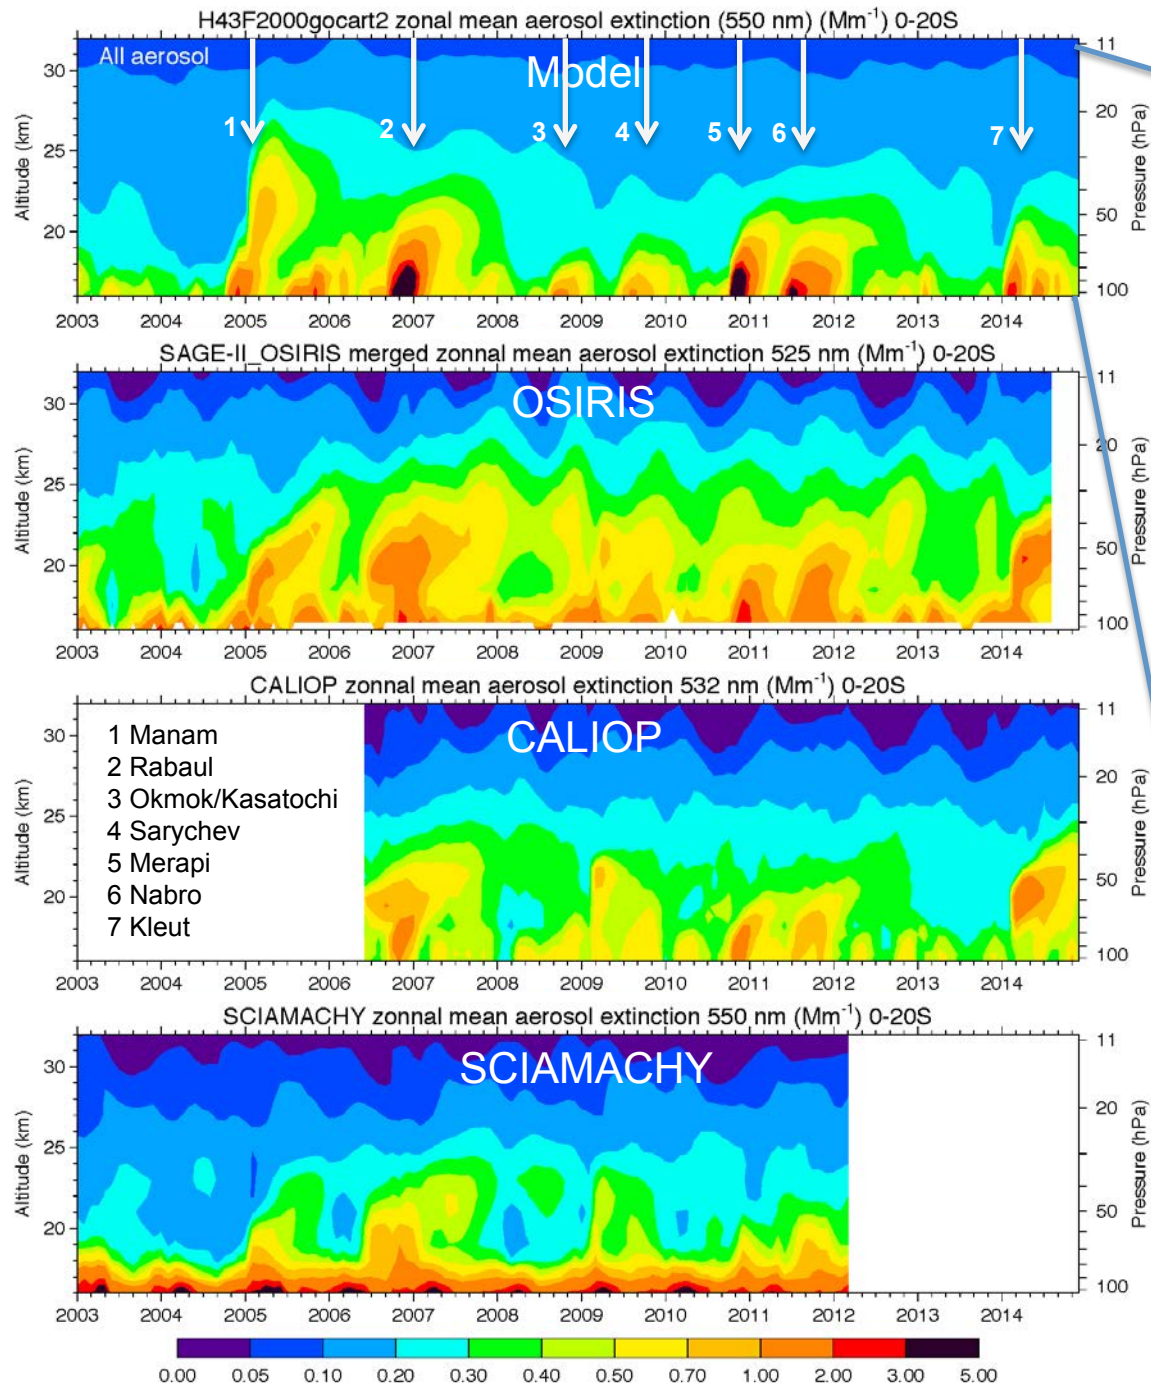 H43F2000gocart2 zonal mean aerosol extinction (550 nm) (Mm⁻¹) 0-20S
All aerosol
Model
1 2 3 4 5 6 7
Altitude (km)
30
25
20
Pressure (hPa)
11
20
50
100
2003 2004 2005 2006 2007 2008 2009 2010 2011 2012 2013 2014
SAGE-II_OSIRIS merged zonnal mean aerosol extinction 525 nm (Mm⁻¹) 0-20S
OSIRIS
Altitude (km)
30
25
20
Pressure (hPa)
11
20
50
100
2003 2004 2005 2006 2007 2008 2009 2010 2011 2012 2013 2014
CALIOP zonnal mean aerosol extinction 532 nm (Mm⁻¹) 0-20S
CALIOP
1 Manam
2 Rabaul
3 Okmok/Kasatochi
4 Sarychev
5 Merapi
6 Nabro
7 Kleut
Altitude (km)
30
25
20
Pressure (hPa)
11
20
50
100
2003 2004 2005 2006 2007 2008 2009 2010 2011 2012 2013 2014
SCIAMACHY zonnal mean aerosol extinction 550 nm (Mm⁻¹) 0-20S
SCIAMACHY
Altitude (km)
30
25
20
Pressure (hPa)
11
20
50
100
2003 2004 2005 2006 2007 2008 2009 2010 2011 2012 2013 2014
0.00 0.05 0.10 0.20 0.30 0.40 0.50 0.70 1.00 2.00 3.00 5.00